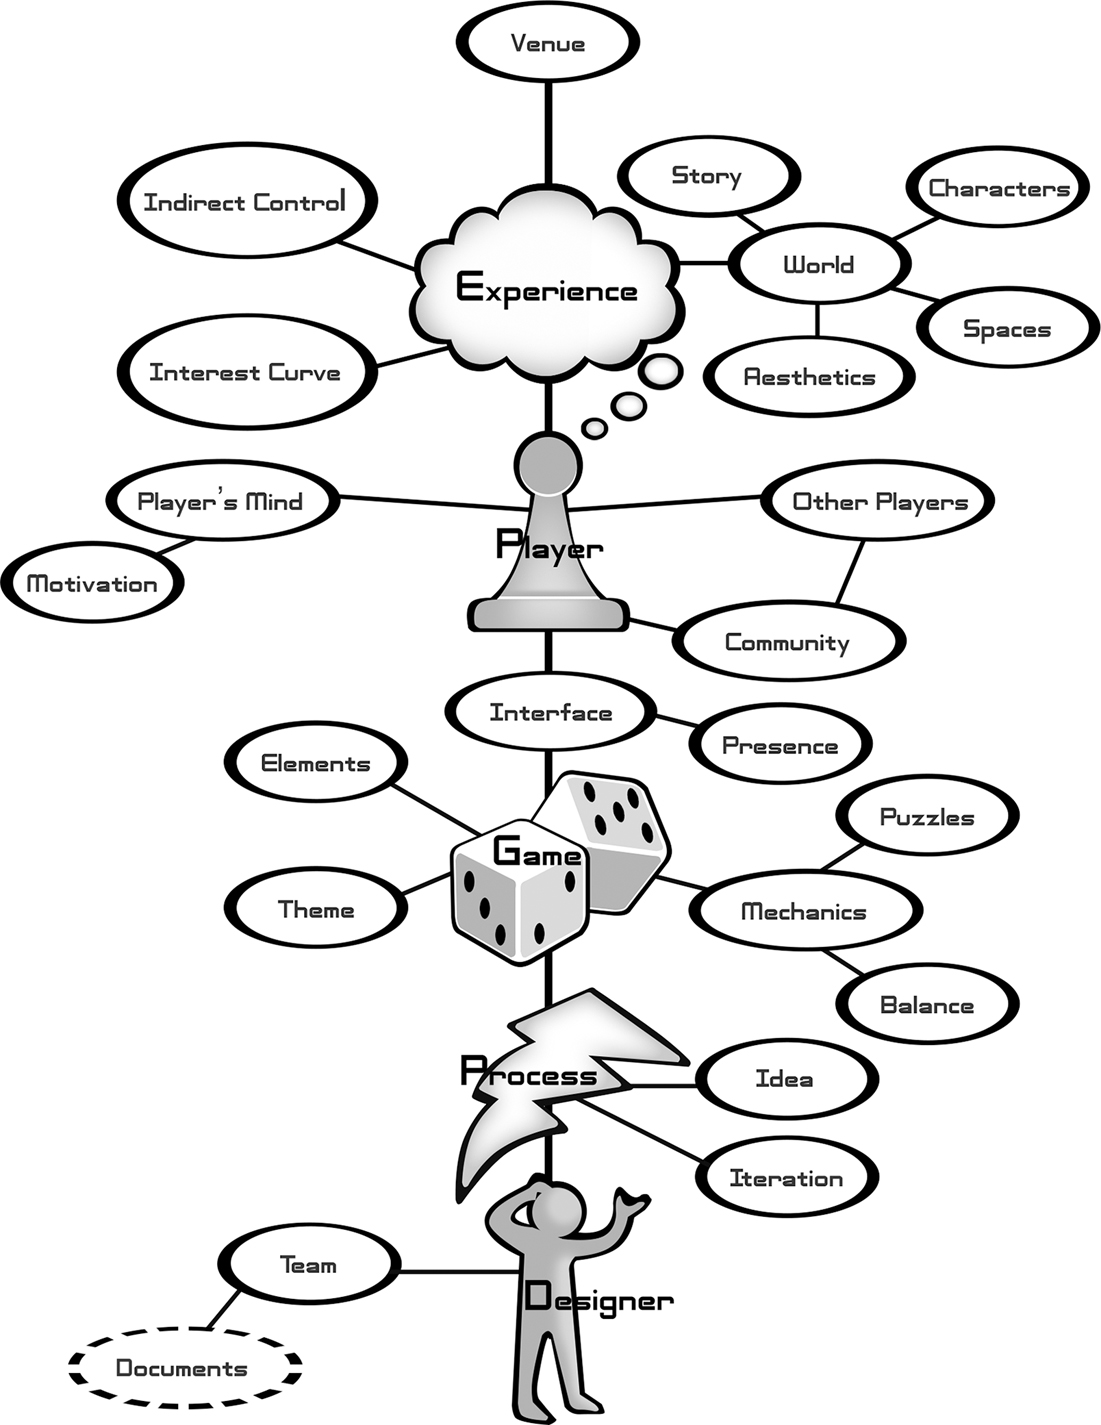 Venue
Story
Characters
Indirect Control
World
Experience
Spaces
Interest Curve
Aesthetics
Player's Mind
Other Players
Player
Motivation
Community
Interface
Presence
Elements
Puzzles
Game
Theme
Mechanics
Balance
Process
Idea
Iteration
Team
Designer
Documents